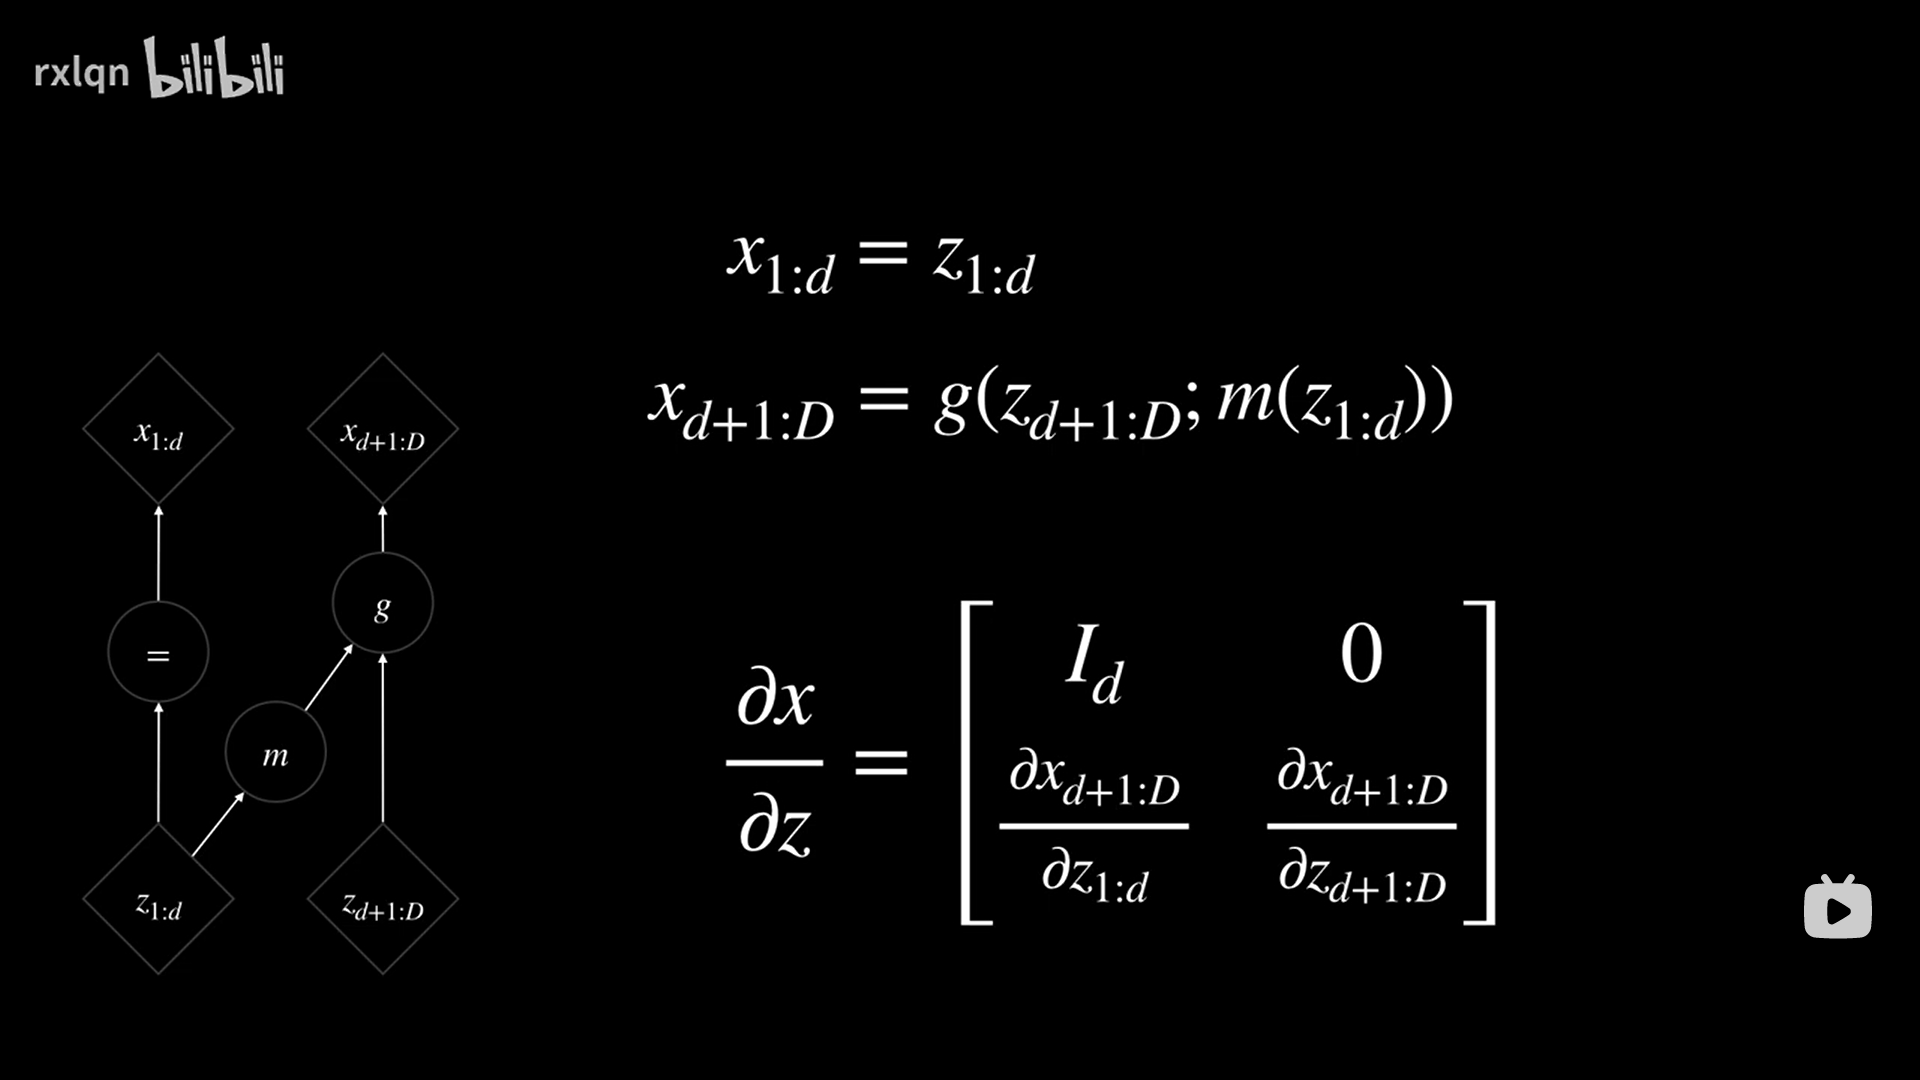 rxlqn bilibili
x_{1:d} = z_{1:d}
x_{d+1:D} = g(z_{d+1:D}; m(z_{1:d}))
∂x/∂z = [ I_d 0
∂x_{d+1:D}/∂z_{1:d} ∂x_{d+1:D}/∂z_{d+1:D} ]
x_{1:d} x_{d+1:D}
g
=
m
z_{1:d} z_{d+1:D}